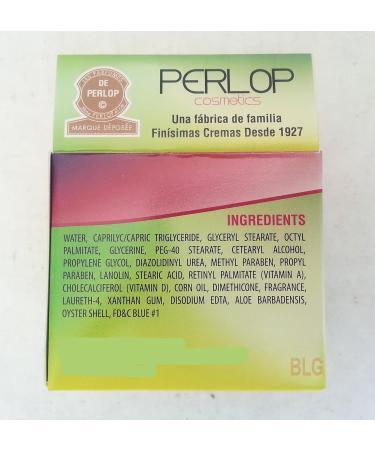 DE
PERLOP
©
MARQUE DÉPOSÉE
PERLOP
cosmetics
Una fábrica de familia
Finísimas Cremas Desde 1927
INGREDIENTS
WATER, CAPRILYC/CAPRIC TRIGLYCERIDE, GLYCERYL STEARATE, OCTYL
PALMITATE, GLYCERINE, PEG-40 STEARATE, CETEARYL ALCOHOL,
PROPYLENE GLYCOL, DIAZOLIDINYL UREA, METHYL PARABEN, PROPYL
PARABEN, LANOLIN, STEARIC ACID, RETINYL PALMITATE (VITAMIN A),
CHOLECALCIFEROL (VITAMIN D), CORN OIL, DIMETHICONE, FRAGRANCE,
LAURETH-4, XANTHAN GUM, DISODIUM EDTA, ALOE BARBADENSIS,
OYSTER SHELL, FD&C BLUE #1
BLG